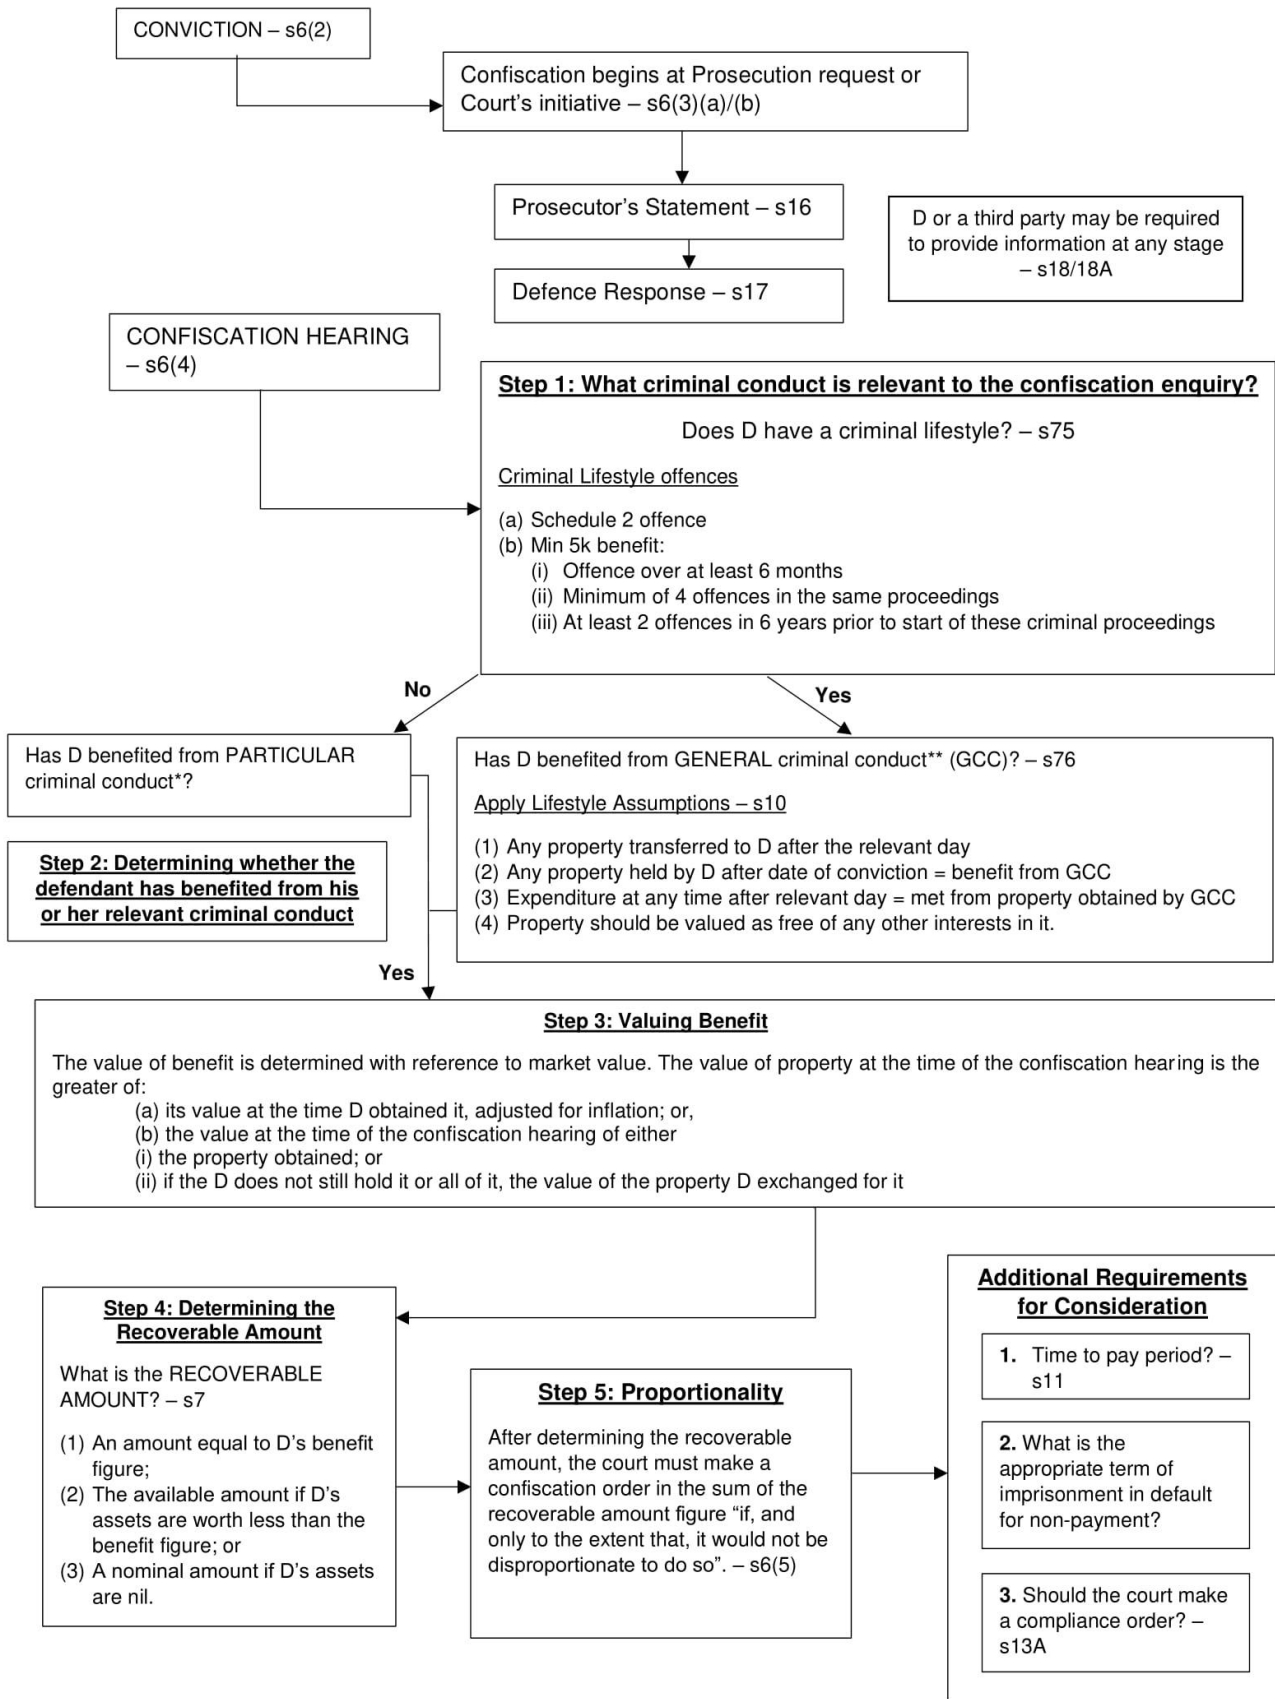 CONVICTION – s6(2)
Confiscation begins at Prosecution request or
Court's initiative – s6(3)(a)/(b)
Prosecutor's Statement – s16
D or a third party may be required
to provide information at any stage
– s18/18A
Defence Response – s17
CONFISCATION HEARING
– s6(4)
Step 1: What criminal conduct is relevant to the confiscation enquiry?
Does D have a criminal lifestyle? – s75
Criminal Lifestyle offences
(a) Schedule 2 offence
(b) Min 5k benefit:
(i) Offence over at least 6 months
(ii) Minimum of 4 offences in the same proceedings
(iii) At least 2 offences in 6 years prior to start of these criminal proceedings
No
Yes
Has D benefited from PARTICULAR
criminal conduct*?
Has D benefited from GENERAL criminal conduct** (GCC)? – s76
Apply Lifestyle Assumptions – s10
(1) Any property transferred to D after the relevant day
(2) Any property held by D after date of conviction = benefit from GCC
(3) Expenditure at any time after relevant day = met from property obtained by GCC
(4) Property should be valued as free of any other interests in it.
Step 2: Determining whether the
defendant has benefited from his
or her relevant criminal conduct
Yes
Step 3: Valuing Benefit
The value of benefit is determined with reference to market value. The value of property at the time of the confiscation hearing is the
greater of:
(a) its value at the time D obtained it, adjusted for inflation; or,
(b) the value at the time of the confiscation hearing of either
(i) the property obtained; or
(ii) if the D does not still hold it or all of it, the value of the property D exchanged for it
Step 4: Determining the
Recoverable Amount
What is the RECOVERABLE
AMOUNT? – s7
(1) An amount equal to D's benefit
figure;
(2) The available amount if D's
assets are worth less than the
benefit figure; or
(3) A nominal amount if D's assets
are nil.
Step 5: Proportionality
After determining the recoverable
amount, the court must make a
confiscation order in the sum of the
recoverable amount figure "if, and
only to the extent that, it would not be
disproportionate to do so". – s6(5)
Additional Requirements
for Consideration
1. Time to pay period? –
s11
2. What is the
appropriate term of
imprisonment in default
for non-payment?
3. Should the court make
a compliance order? –
s13A